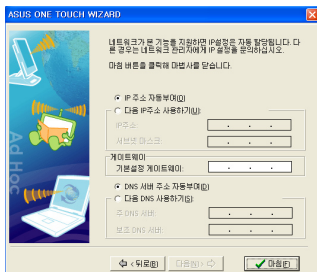 ASUS ONE TOUCH WIZARD
네트워크가 본 기능을 지원하면 IP설정은 자동 할당됩니다. 다
른 경우는 네트워크 관리자에게 IP 설정을 문의하십시오.
마침 버튼을 클릭해 마법사를 닫습니다.
IP 주소 자동부여(O)
다음 IP주소 사용하기(U):
IP주소:
서브넷 마스크:
게이트웨이
기본설정 게이트웨이:
DNS 서버 주소 자동부여(D)
다음 DNS 사용하기(S):
주 DNS 서버:
보조 DNS 서버:
Ad Hoc
< 뒤로(B)
다음(N) >
마침(F)